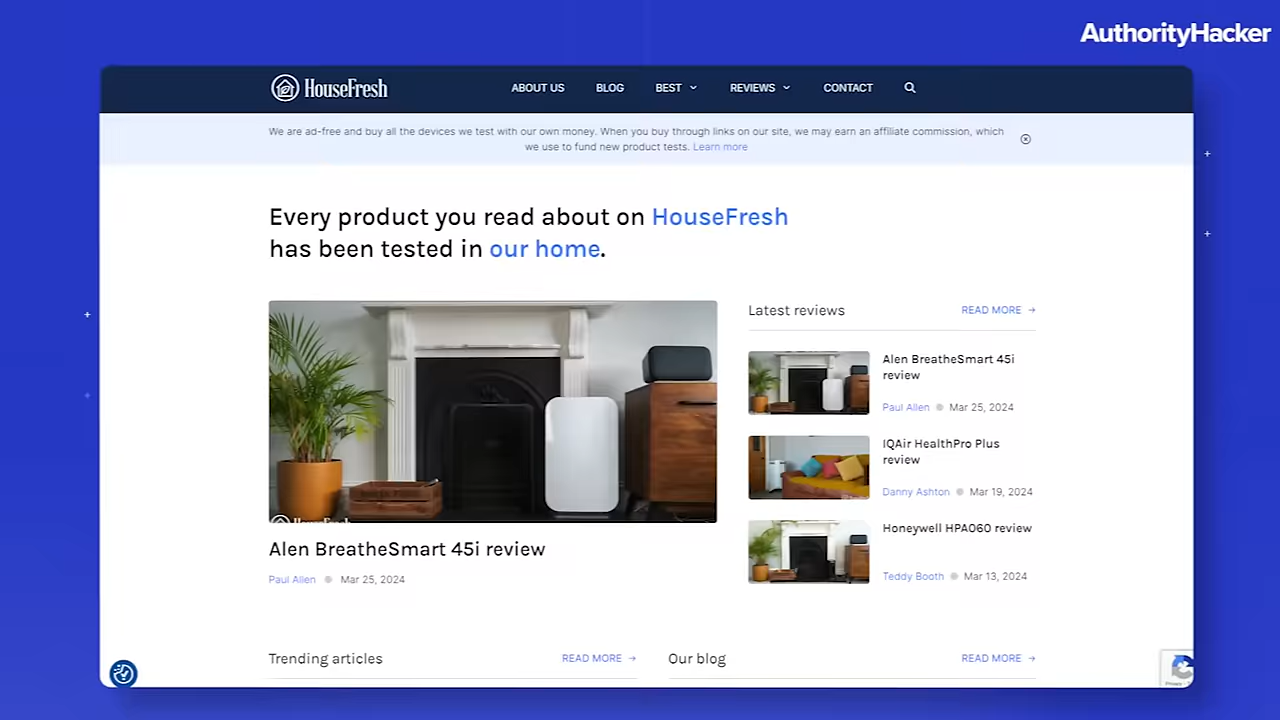 AuthorityHacker
HouseFresh
ABOUT US
BLOG
BEST
REVIEWS
CONTACT
We are ad-free and buy all the devices we test with our own money. When you buy through links on our site, we may earn an affiliate commission, which
we use to fund new product tests. Learn more
Every product you read about on HouseFresh
has been tested in our home.
Alen BreatheSmart 45i review
Paul Allen
Mar 25, 2024
Latest reviews
READ MORE →
Alen BreatheSmart 45i
review
Paul Allen
Mar 25, 2024
IQAir HealthPro Plus
review
Danny Ashton
Mar 19, 2024
Honeywell HPA060 review
Teddy Booth
Mar 13, 2024
Trending articles
READ MORE →
Our blog
READ MORE →